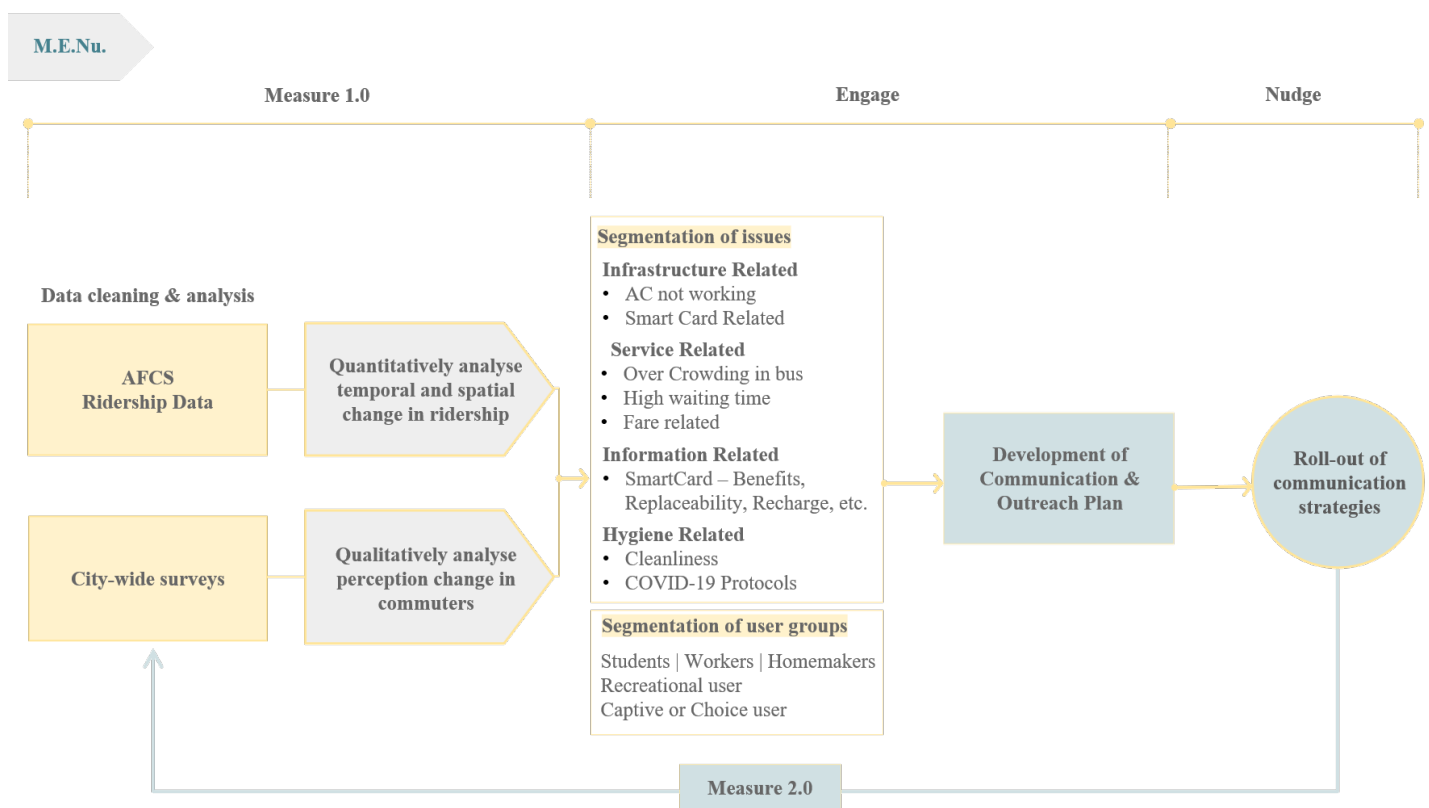 M.E.Nu.
Measure 1.0
Engage
Nudge
Data cleaning & analysis
AFCS
Ridership Data
Quantitatively analyse
temporal and spatial
change in ridership
City-wide surveys
Qualitatively analyse
perception change in
commuters
Segmentation of issues
Infrastructure Related
• AC not working
• Smart Card Related
Service Related
• Over Crowding in bus
• High waiting time
• Fare related
Information Related
• SmartCard – Benefits,
Replaceability, Recharge, etc.
Hygiene Related
• Cleanliness
• COVID-19 Protocols
Segmentation of user groups
Students | Workers | Homemakers
Recreational user
Captive or Choice user
Development of
Communication &
Outreach Plan
Roll-out of
communication
strategies
Measure 2.0